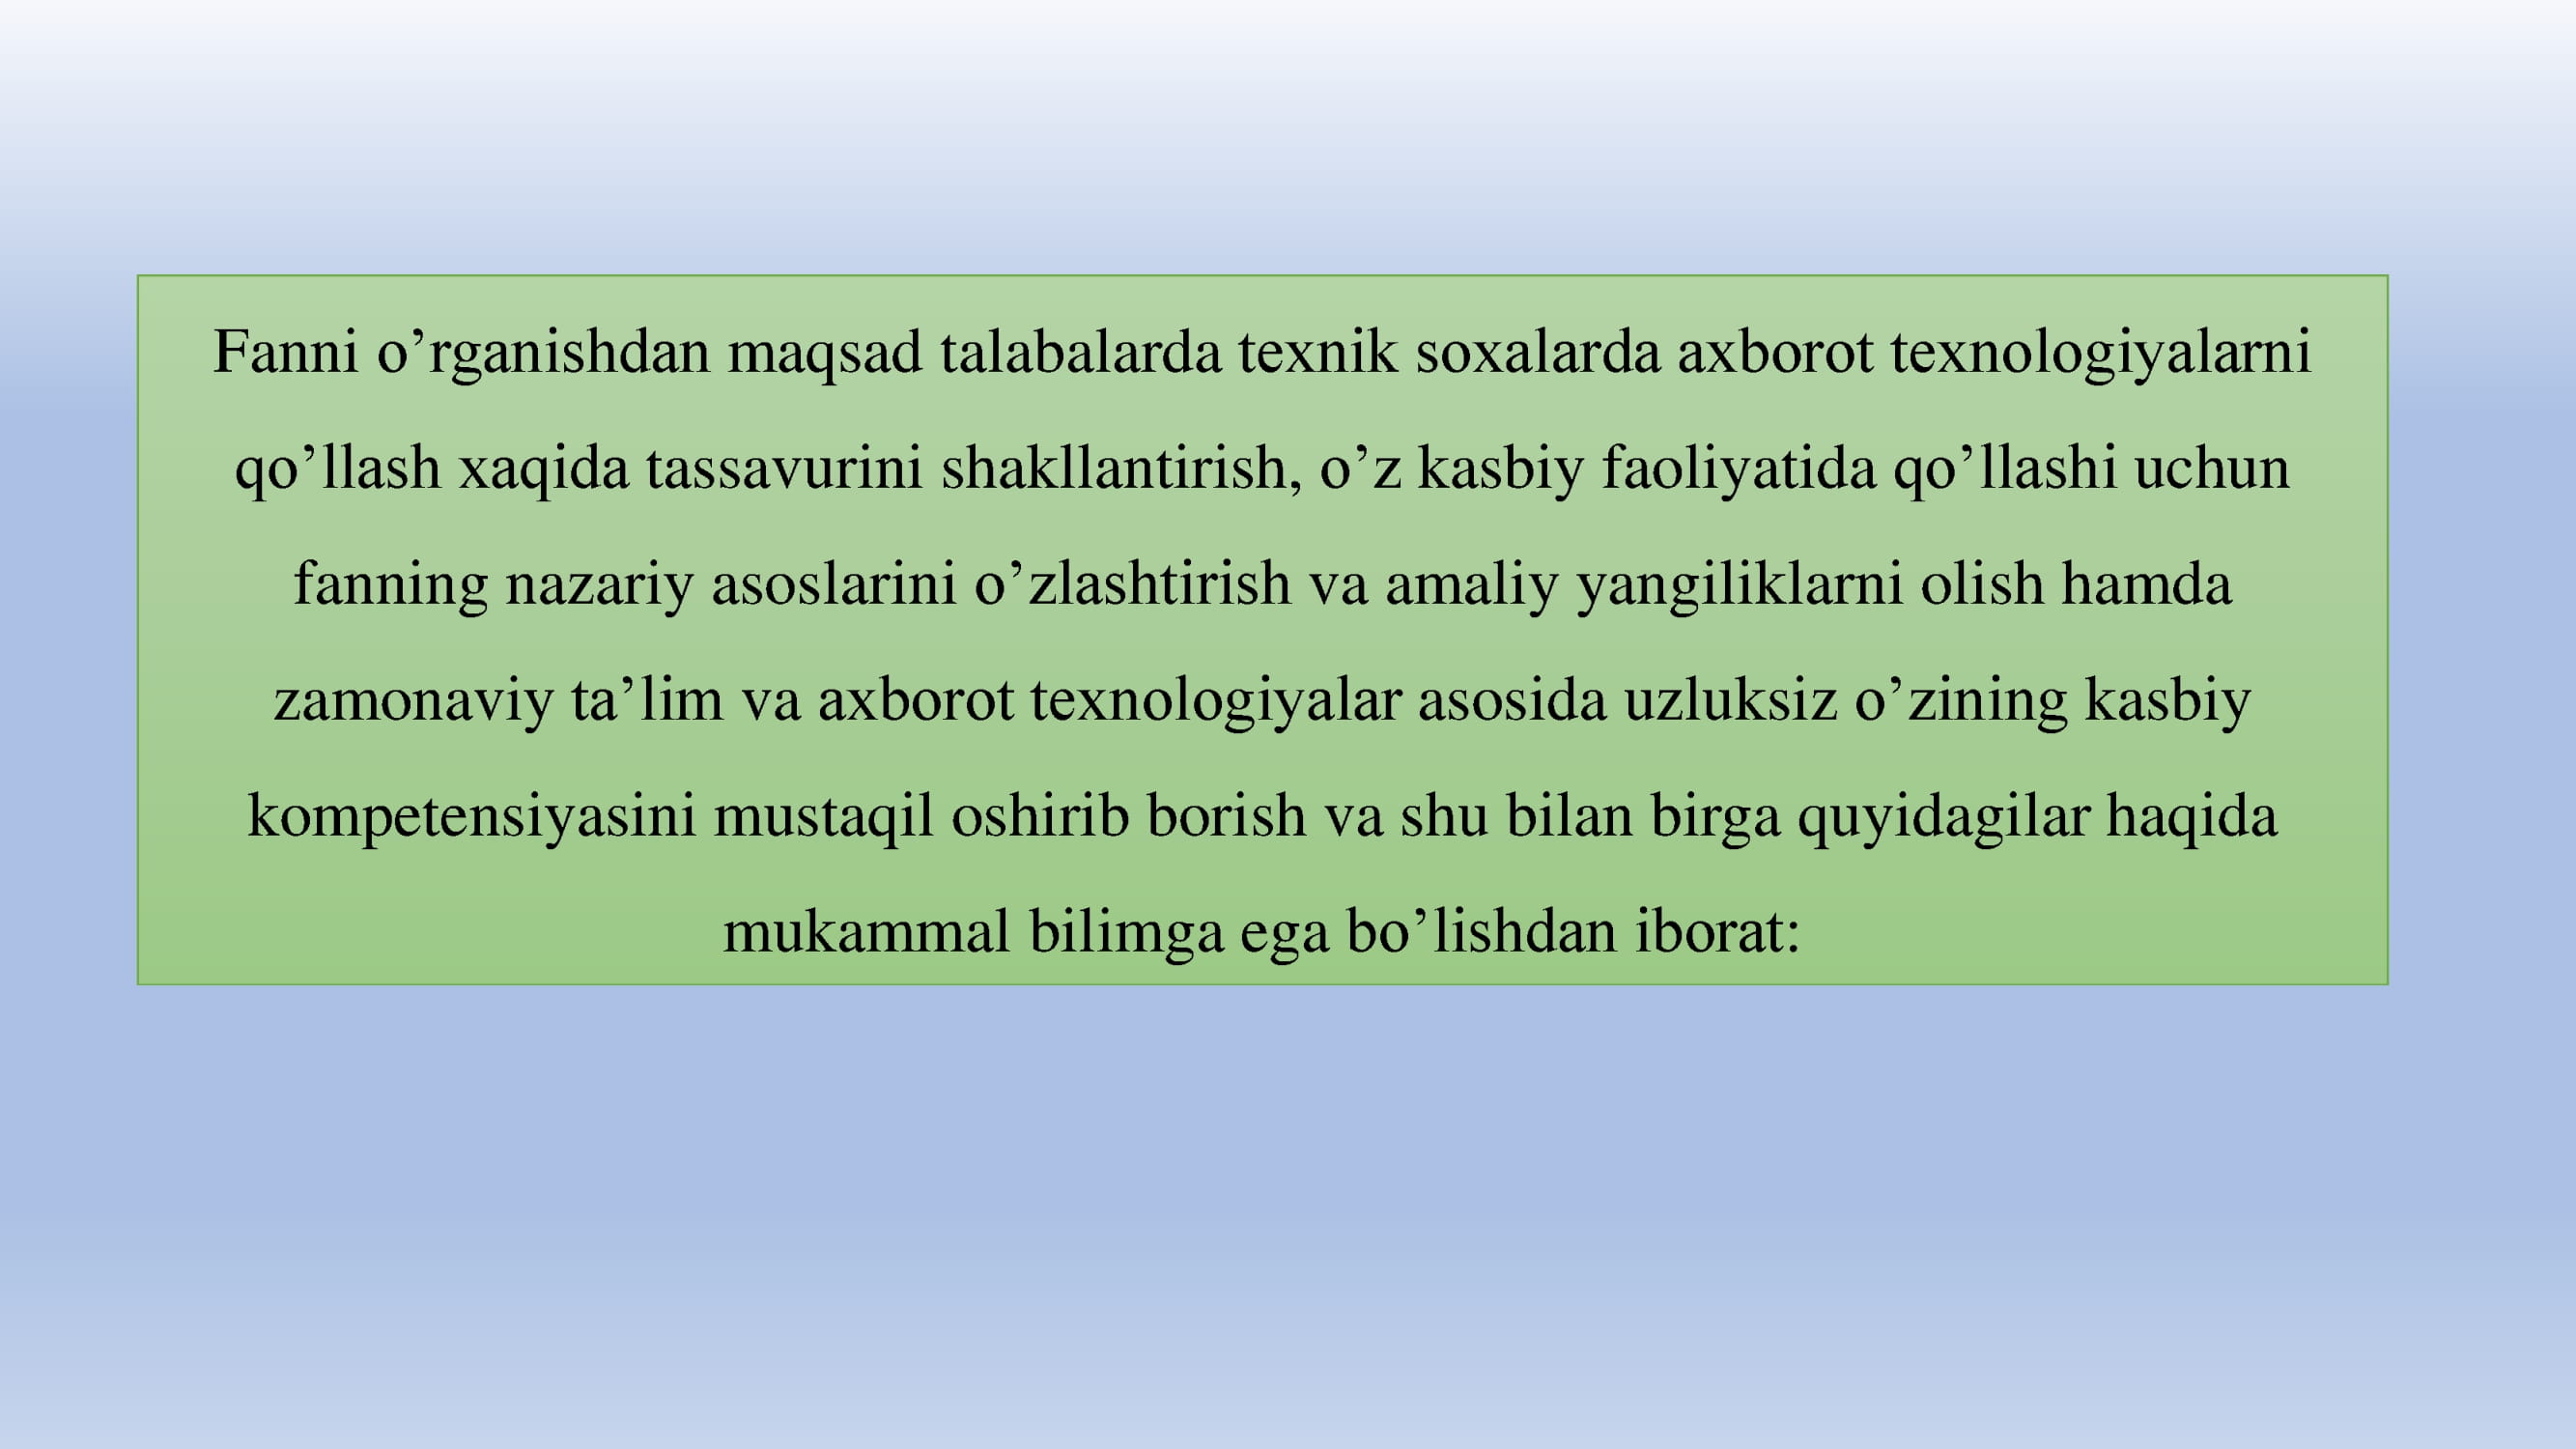 Fanni o’rganishdan maqsad talabalarda texnik soxalarda axborot texnologiyalarni
qo’llash xaqida tassavurini shakllantirish, o’z kasbiy faoliyatida qo’llashi uchun
fanning nazariy asoslarini o’zlashtirish va amaliy yangiliklarni olish hamda
zamonaviy ta’lim va axborot texnologiyalar asosida uzluksiz o’zining kasbiy
kompetensiyasini mustaqil oshirib borish va shu bilan birga quyidagilar haqida
mukammal bilimga ega bo’lishdan iborat: